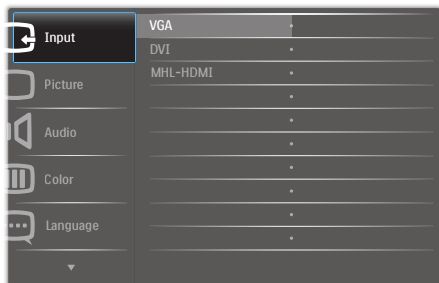 Input
Picture
Audio
Color
Language
VGA
DVI
MHL-HDMI